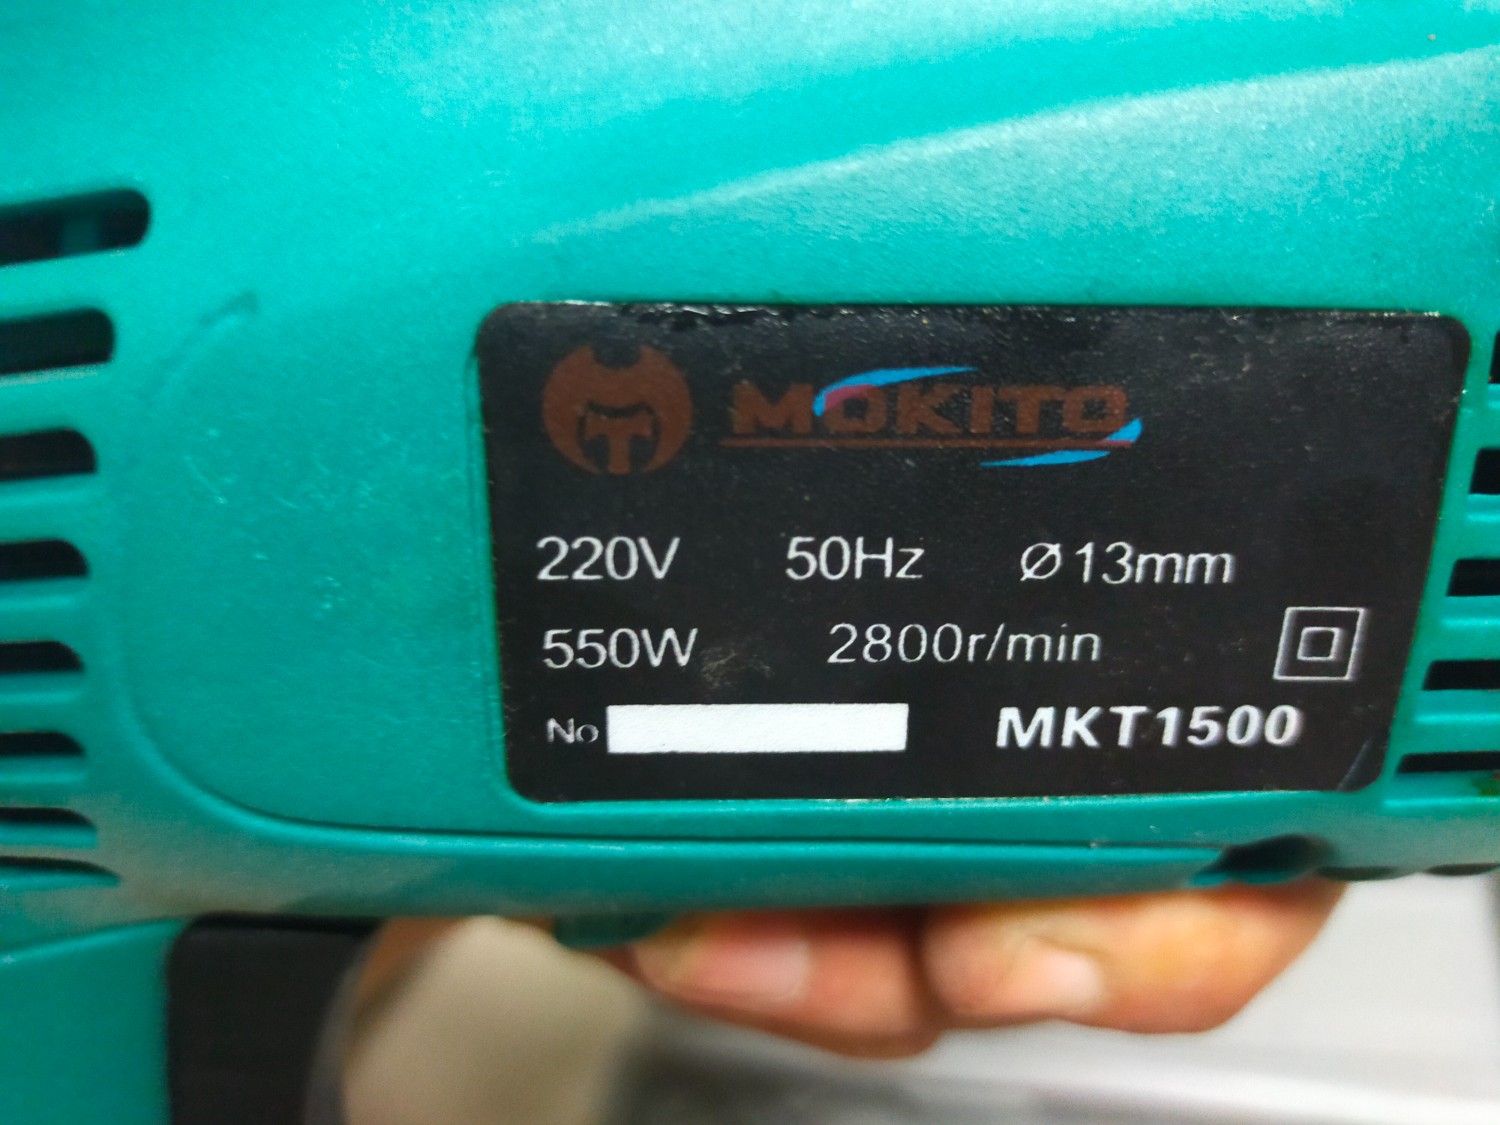 MOKITO
220V 50Hz Ø13mm
550W 2800r/min
No MKT1500